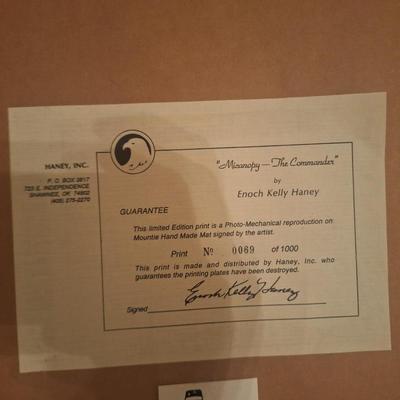 HANEY, INC.
P. O. BOX 3817
723 E. INDEPENDENCE
SHAWNEE, OK. 74802
(405) 275-2270
"Micanopy — The Commander"
by
Enoch Kelly Haney
GUARANTEE
This limited Edition print is a Photo-Mechanical reproduction on
Mountie Hand Made Mat signed by the artist.
Print Nº 0069 of 1000
This print is made and distributed by Haney, Inc. who
guarantees the printing plates have been destroyed.
Signed Enoch Kelly Haney